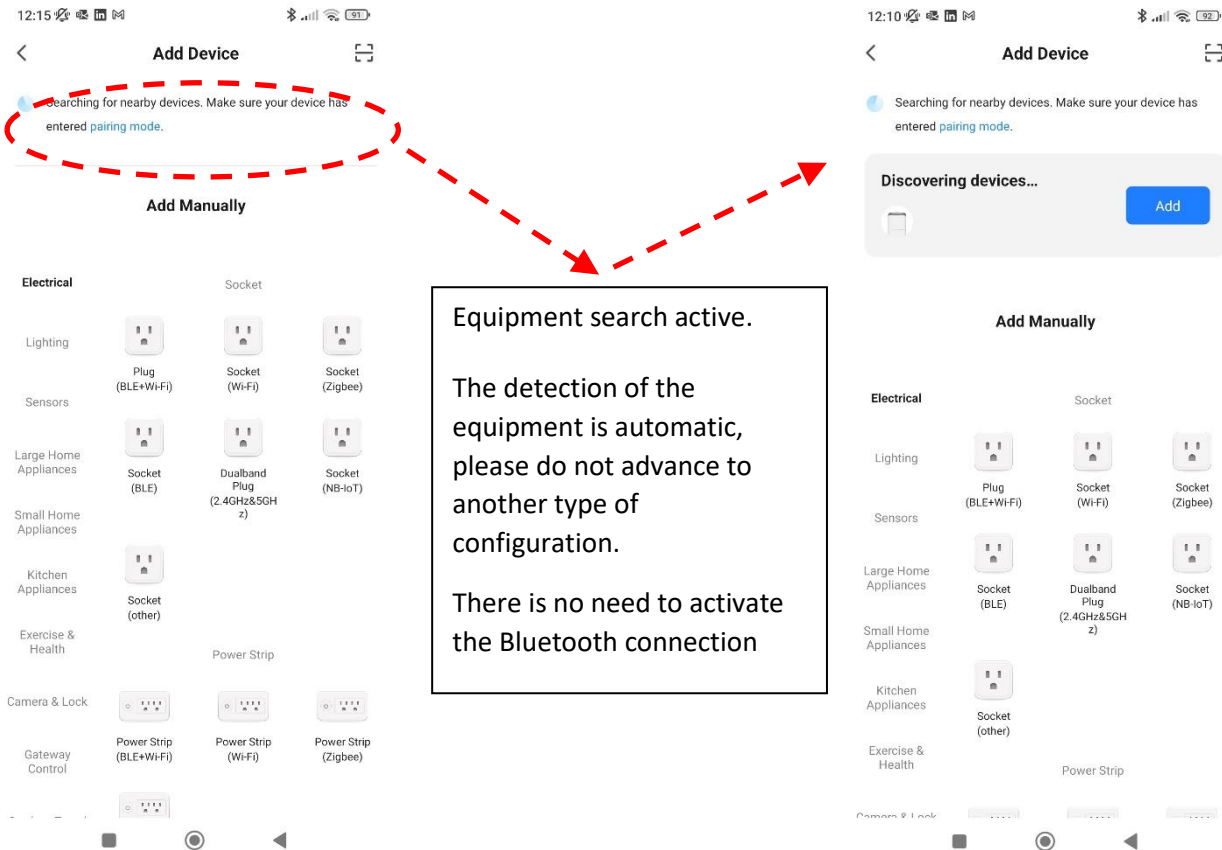 12:15
91
Add Device
Searching for nearby devices. Make sure your device has
entered pairing mode.
Add Manually
Electrical
Lighting
Sensors
Large Home
Appliances
Small Home
Appliances
Kitchen
Appliances
Exercise &
Health
Camera & Lock
Gateway
Control
Socket
Plug
(BLE+Wi-Fi)
Socket
(Wi-Fi)
Socket
(Zigbee)
Socket
(BLE)
Dualband
Plug
(2.4GHz&5GH
z)
Socket
(NB-IoT)
Socket
(other)
Power Strip
Power Strip
(BLE+Wi-Fi)
Power Strip
(Wi-Fi)
Power Strip
(Zigbee)
Equipment search active.
The detection of the
equipment is automatic,
please do not advance to
another type of
configuration.
There is no need to activate
the Bluetooth connection
12:10
92
Add Device
Searching for nearby devices. Make sure your device has
entered pairing mode.
Discovering devices...
Add
Add Manually
Electrical
Lighting
Sensors
Large Home
Appliances
Small Home
Appliances
Kitchen
Appliances
Exercise &
Health
Camera & Lock
Socket
Plug
(BLE+Wi-Fi)
Socket
(Wi-Fi)
Socket
(Zigbee)
Socket
(BLE)
Dualband
Plug
(2.4GHz&5GH
z)
Socket
(NB-IoT)
Socket
(other)
Power Strip